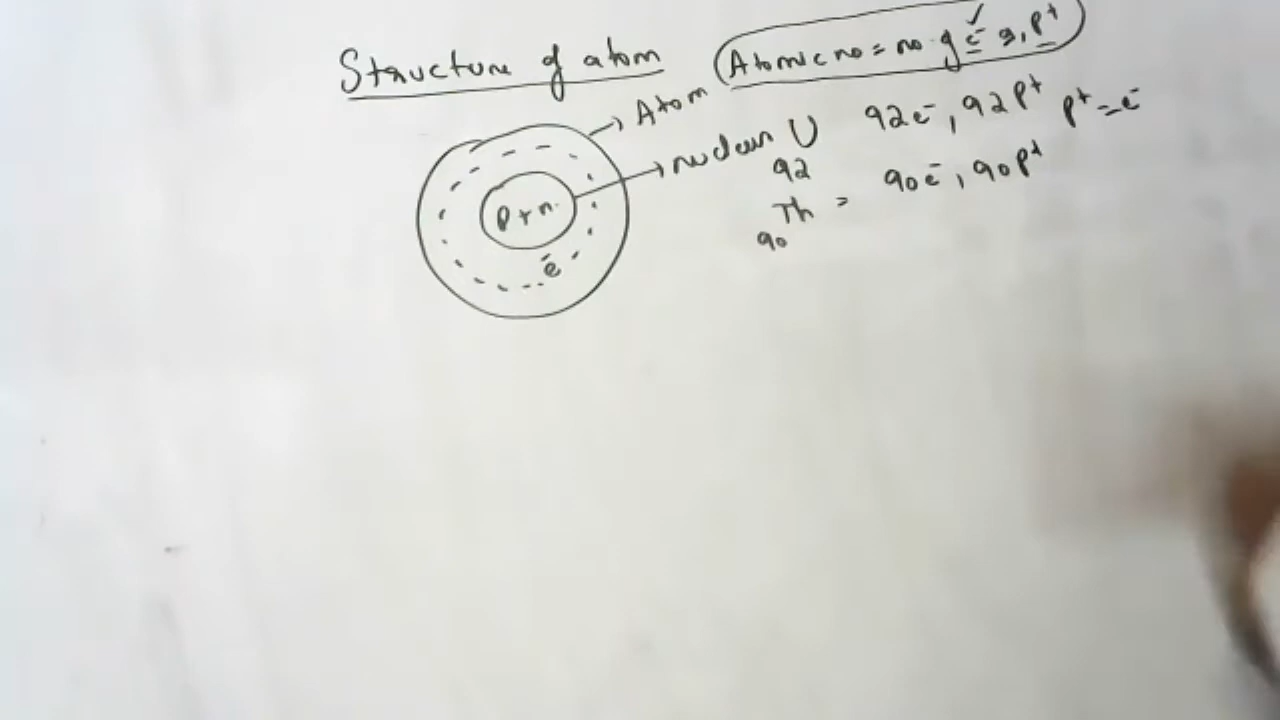 Structure of atom
Atomic no = no. of e⁻ or, p⁺
Atom
nucleus
p + n.
e⁻
U 92e⁻, 92p⁺ p⁺=e⁻
92
Th = 90e⁻, 90p⁺
90